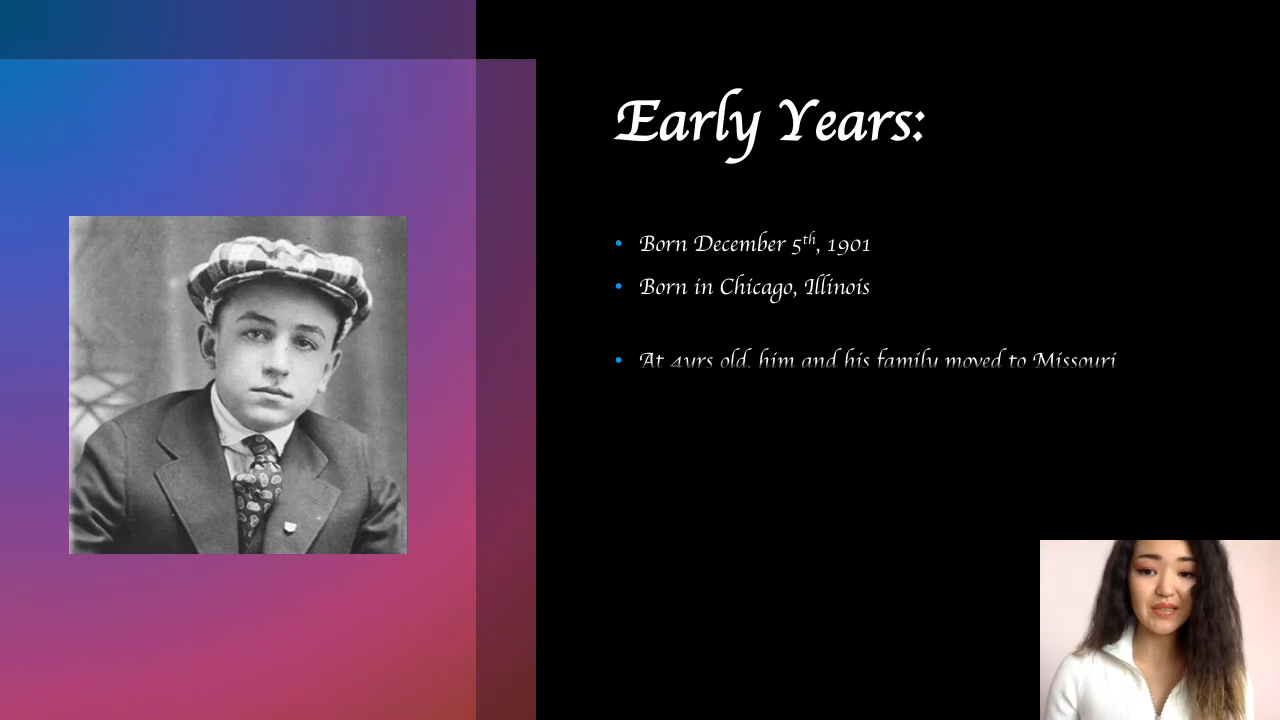 Early Years:
• Born December 5th, 1901
• Born in Chicago, Illinois
• At 4yrs old, him and his family moved to Missouri